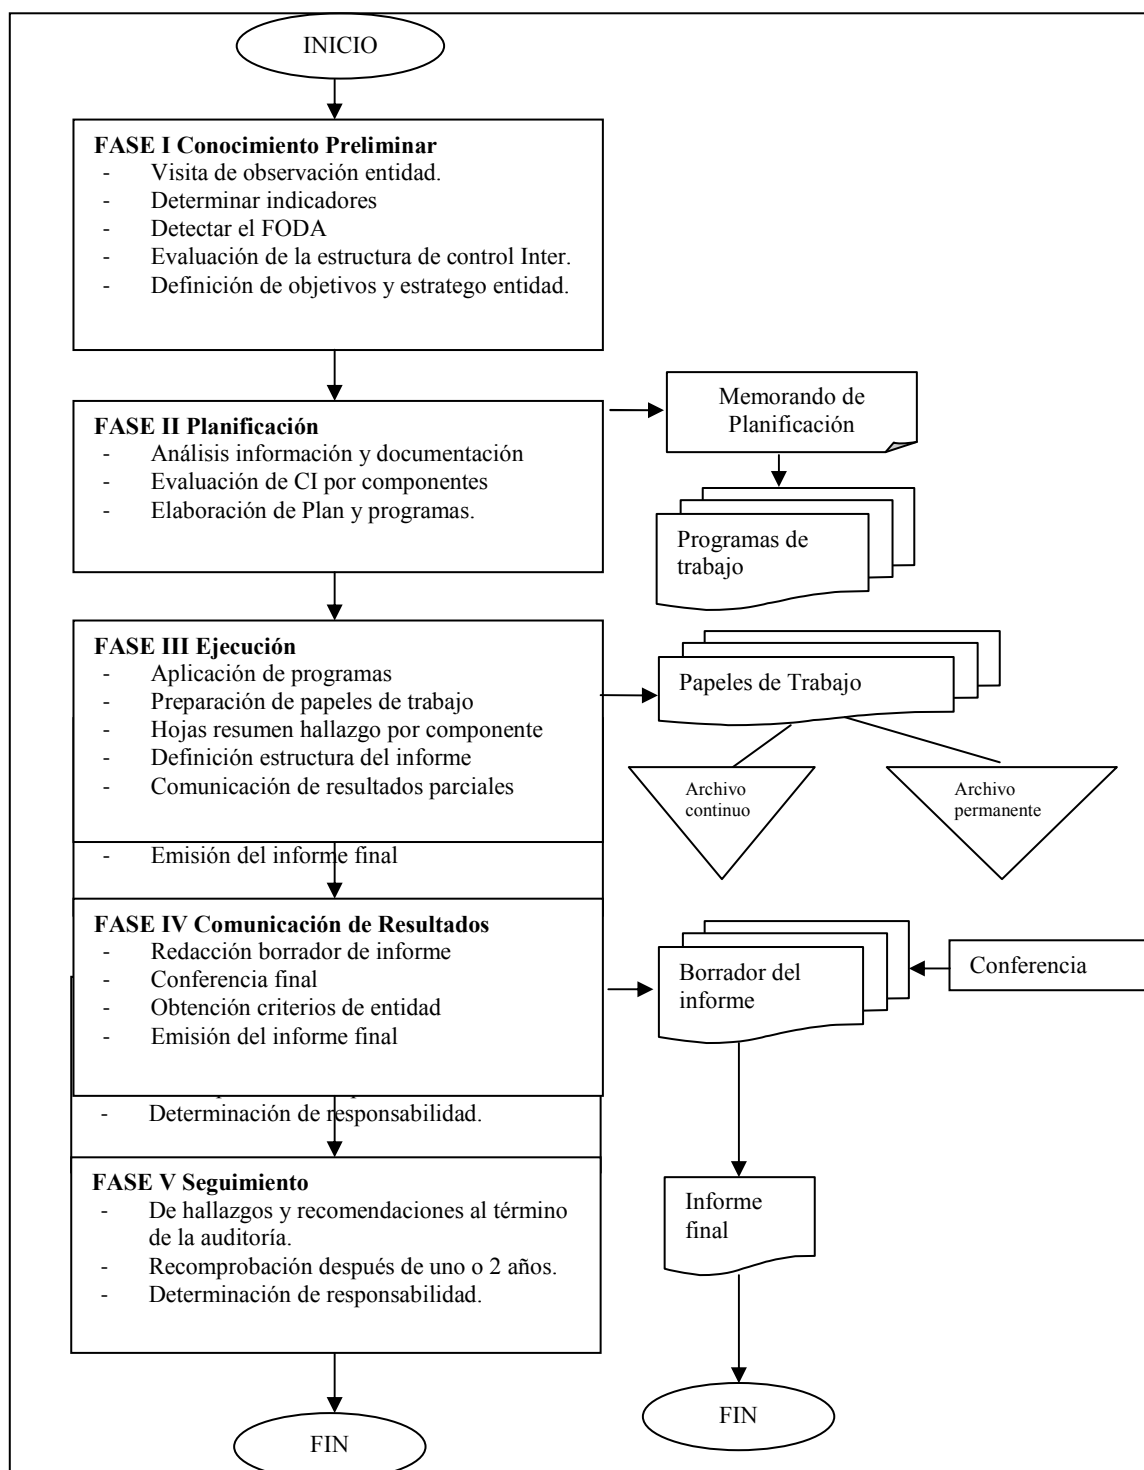 INICIO
FASE I Conocimiento Preliminar
- Visita de observación entidad.
- Determinar indicadores
- Detectar el FODA
- Evaluación de la estructura de control Inter.
- Definición de objetivos y estratego entidad.
FASE II Planificación
- Análisis información y documentación
- Evaluación de CI por componentes
- Elaboración de Plan y programas.
Memorando de
Planificación
Programas de
trabajo
FASE III Ejecución
- Aplicación de programas
- Preparación de papeles de trabajo
- Hojas resumen hallazgo por componente
- Definición estructura del informe
- Comunicación de resultados parciales
Papeles de Trabajo
Archivo
continuo
Archivo
permanente
- Emisión del informe final
FASE IV Comunicación de Resultados
- Redacción borrador de informe
- Conferencia final
- Obtención criterios de entidad
- Emisión del informe final
Borrador del
informe
Conferencia
- Determinación de responsabilidad.
FASE V Seguimiento
- De hallazgos y recomendaciones al término
de la auditoría.
- Recomprobación después de uno o 2 años.
- Determinación de responsabilidad.
Informe
final
FIN
FIN